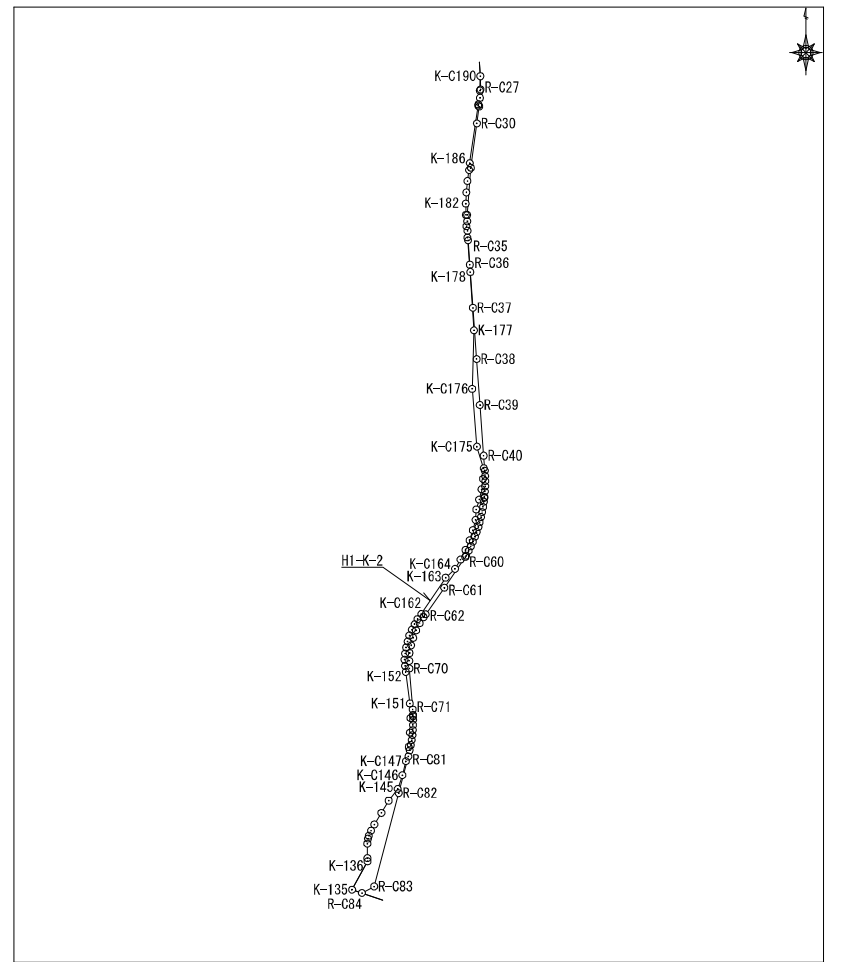 K-C190
R-C27
R-C30
K-186
K-182
R-C35
R-C36
K-178
R-C37
K-177
R-C38
K-C176
R-C39
K-C175
R-C40
H1-K-2
K-C164
R-C60
K-163
R-C61
K-C162
R-C62
R-C70
K-152
K-151
R-C71
K-C147
R-C81
K-C146
K-145
R-C82
K-136
K-135
R-C83
R-C84